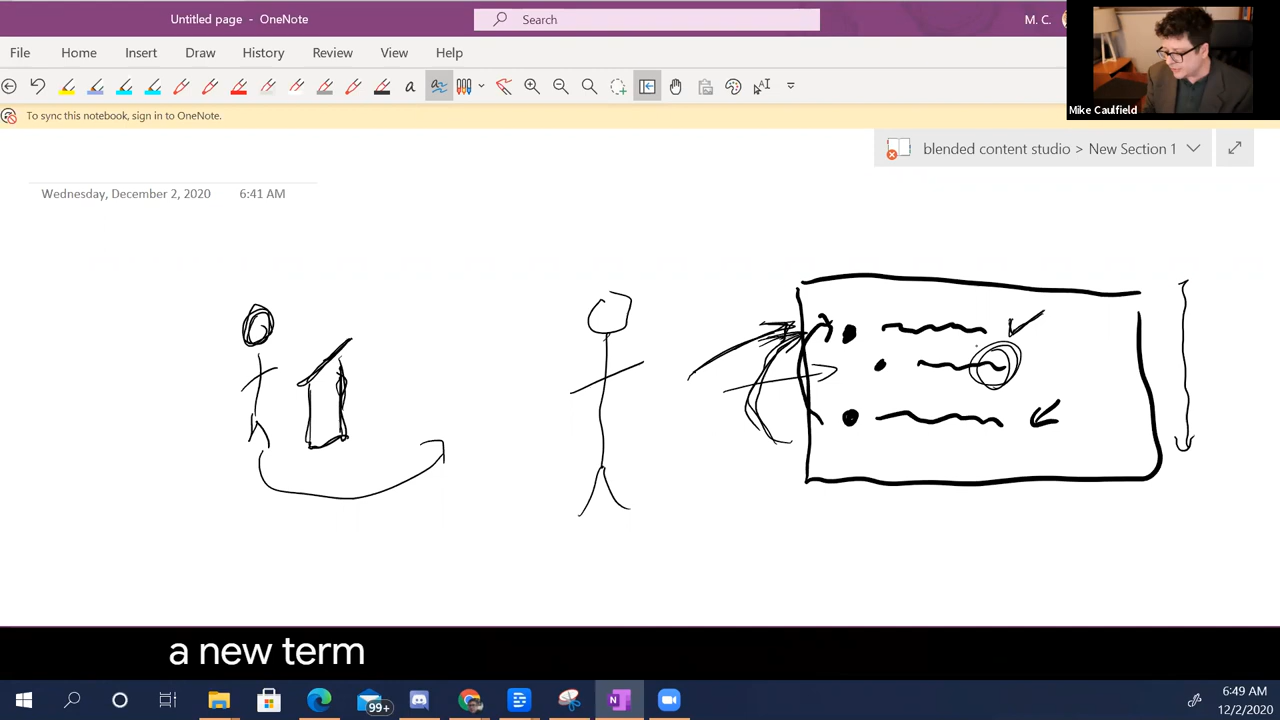 Untitled page - OneNote
Search
M. C.
File Home Insert Draw History Review View Help
To sync this notebook, sign in to OneNote.
Mike Caulfield
blended content studio > New Section 1
Wednesday, December 2, 2020 6:41 AM
a new term
99+
6:49 AM
12/2/2020